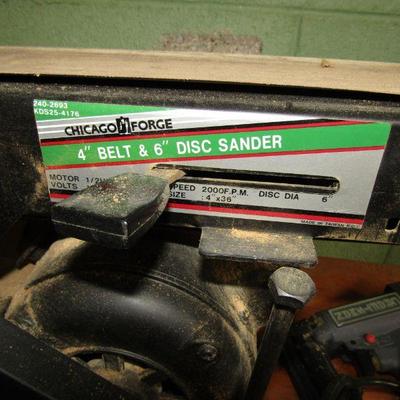 240-2693
KDS25-4176
CHICAGO FORGE
4" BELT & 6" DISC SANDER
MOTOR 1/2
SPEED 2000F.P.M. DISC DIA 6"
VOLTS
SIZE : 4"x36"
MADE IN TAIWAN